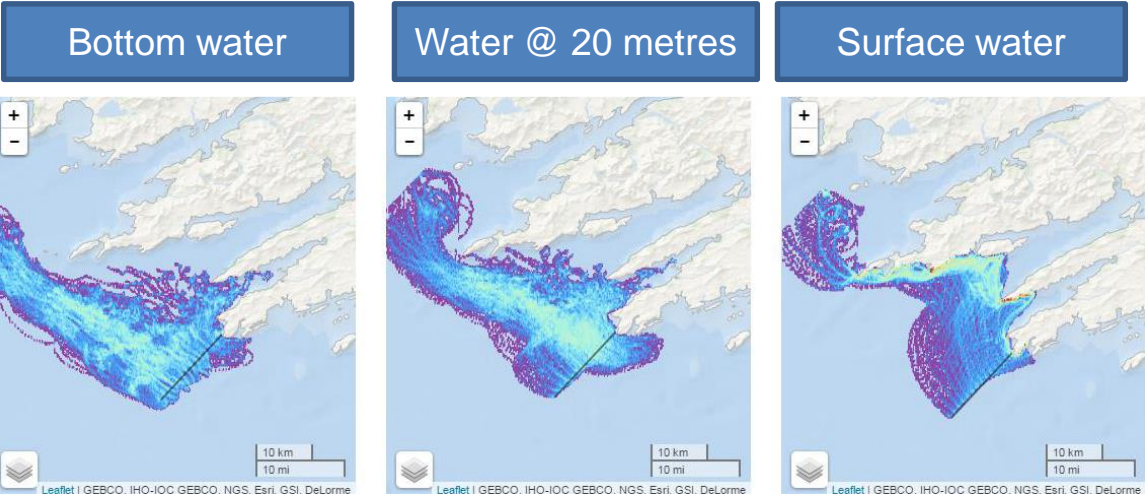 Bottom water
Water @ 20 metres
Surface water
+
−
+
−
+
−
10 km
10 mi
10 km
10 mi
10 km
10 mi
Leaflet | GEBCO, IHO-IOC GEBCO, NGS, Esri, GSI, DeLorme
Leaflet | GEBCO, IHO-IOC GEBCO, NGS, Esri, GSI, DeLorme
Leaflet | GEBCO, IHO-IOC GEBCO, NGS, Esri, GSI, DeLorme